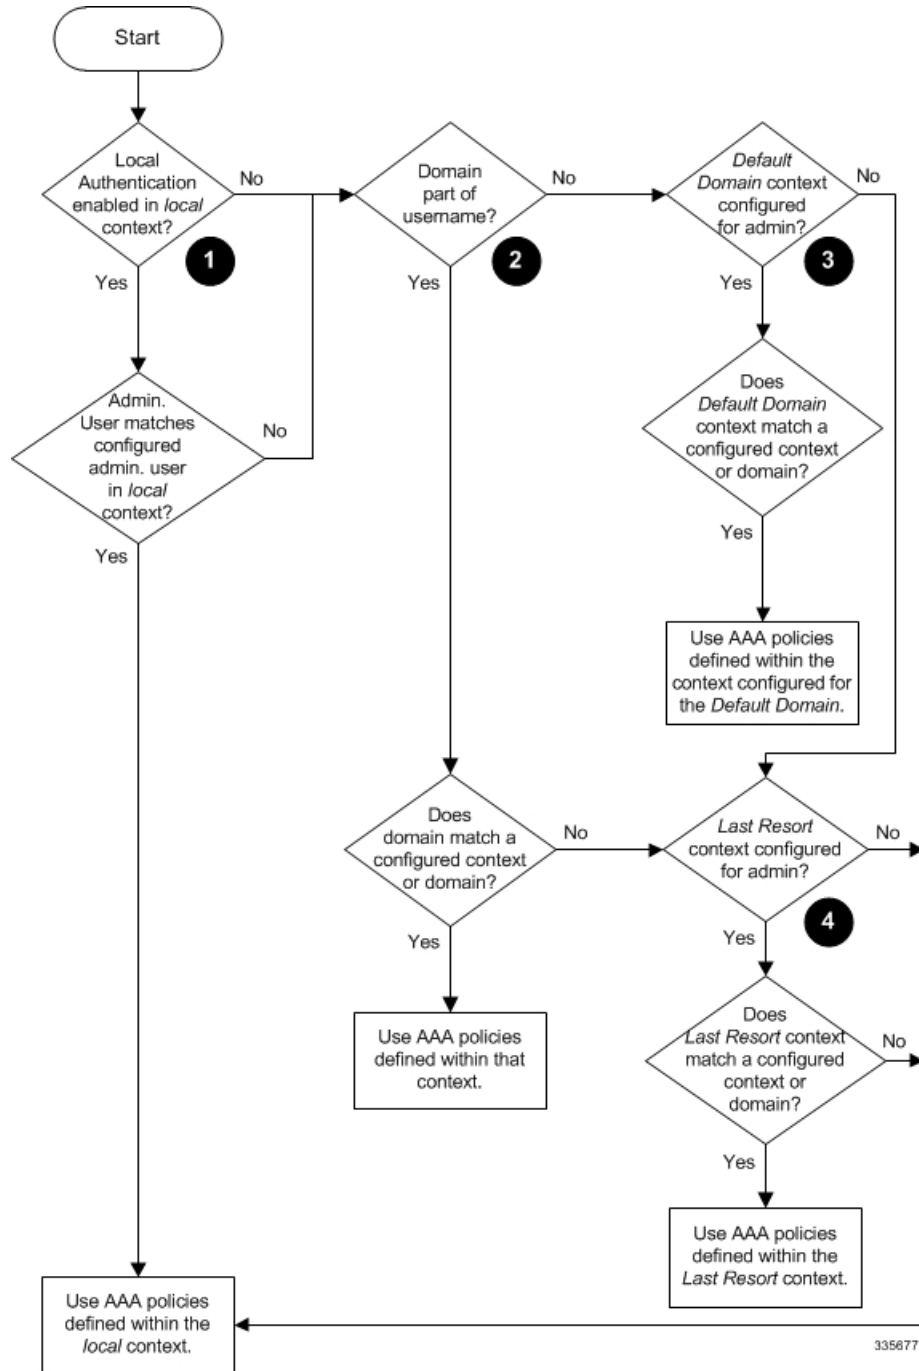 Start
Local
Authentication
enabled in local
context?
No
1
Yes
Domain
part of
username?
No
2
Yes
Default
Domain context
configured
for admin?
No
3
Yes
Admin.
User matches
configured
admin. user
in local
context?
No
Yes
Does
Default Domain
context match a
configured context
or domain?
Yes
Use AAA policies
defined within the
context configured for
the Default Domain.
Does
domain match a
configured context
or domain?
No
Yes
Last Resort
context configured
for admin?
No
4
Yes
Use AAA policies
defined within that
context.
Does
Last Resort context
match a configured
context or
domain?
No
Yes
Use AAA policies
defined within the
Last Resort context.
Use AAA policies
defined within the
local context.
335677